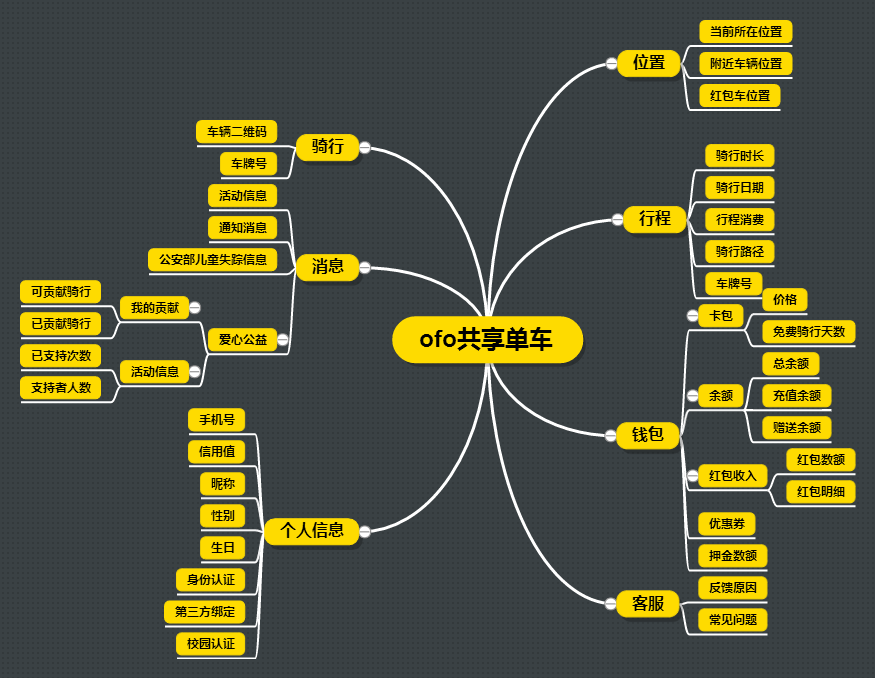 ofo共享单车
位置
当前所在位置
附近车辆位置
红包车位置
行程
骑行时长
骑行日期
行程消费
骑行路径
车牌号
钱包
卡包
价格
免费骑行天数
余额
总余额
充值余额
赠送余额
红包收入
红包数额
红包明细
优惠券
押金数额
客服
反馈原因
常见问题
骑行
车辆二维码
车牌号
消息
活动信息
通知消息
公安部儿童失踪信息
爱心公益
我的贡献
可贡献骑行
已贡献骑行
活动信息
已支持次数
支持者人数
个人信息
手机号
信用值
昵称
性别
生日
身份认证
第三方绑定
校园认证